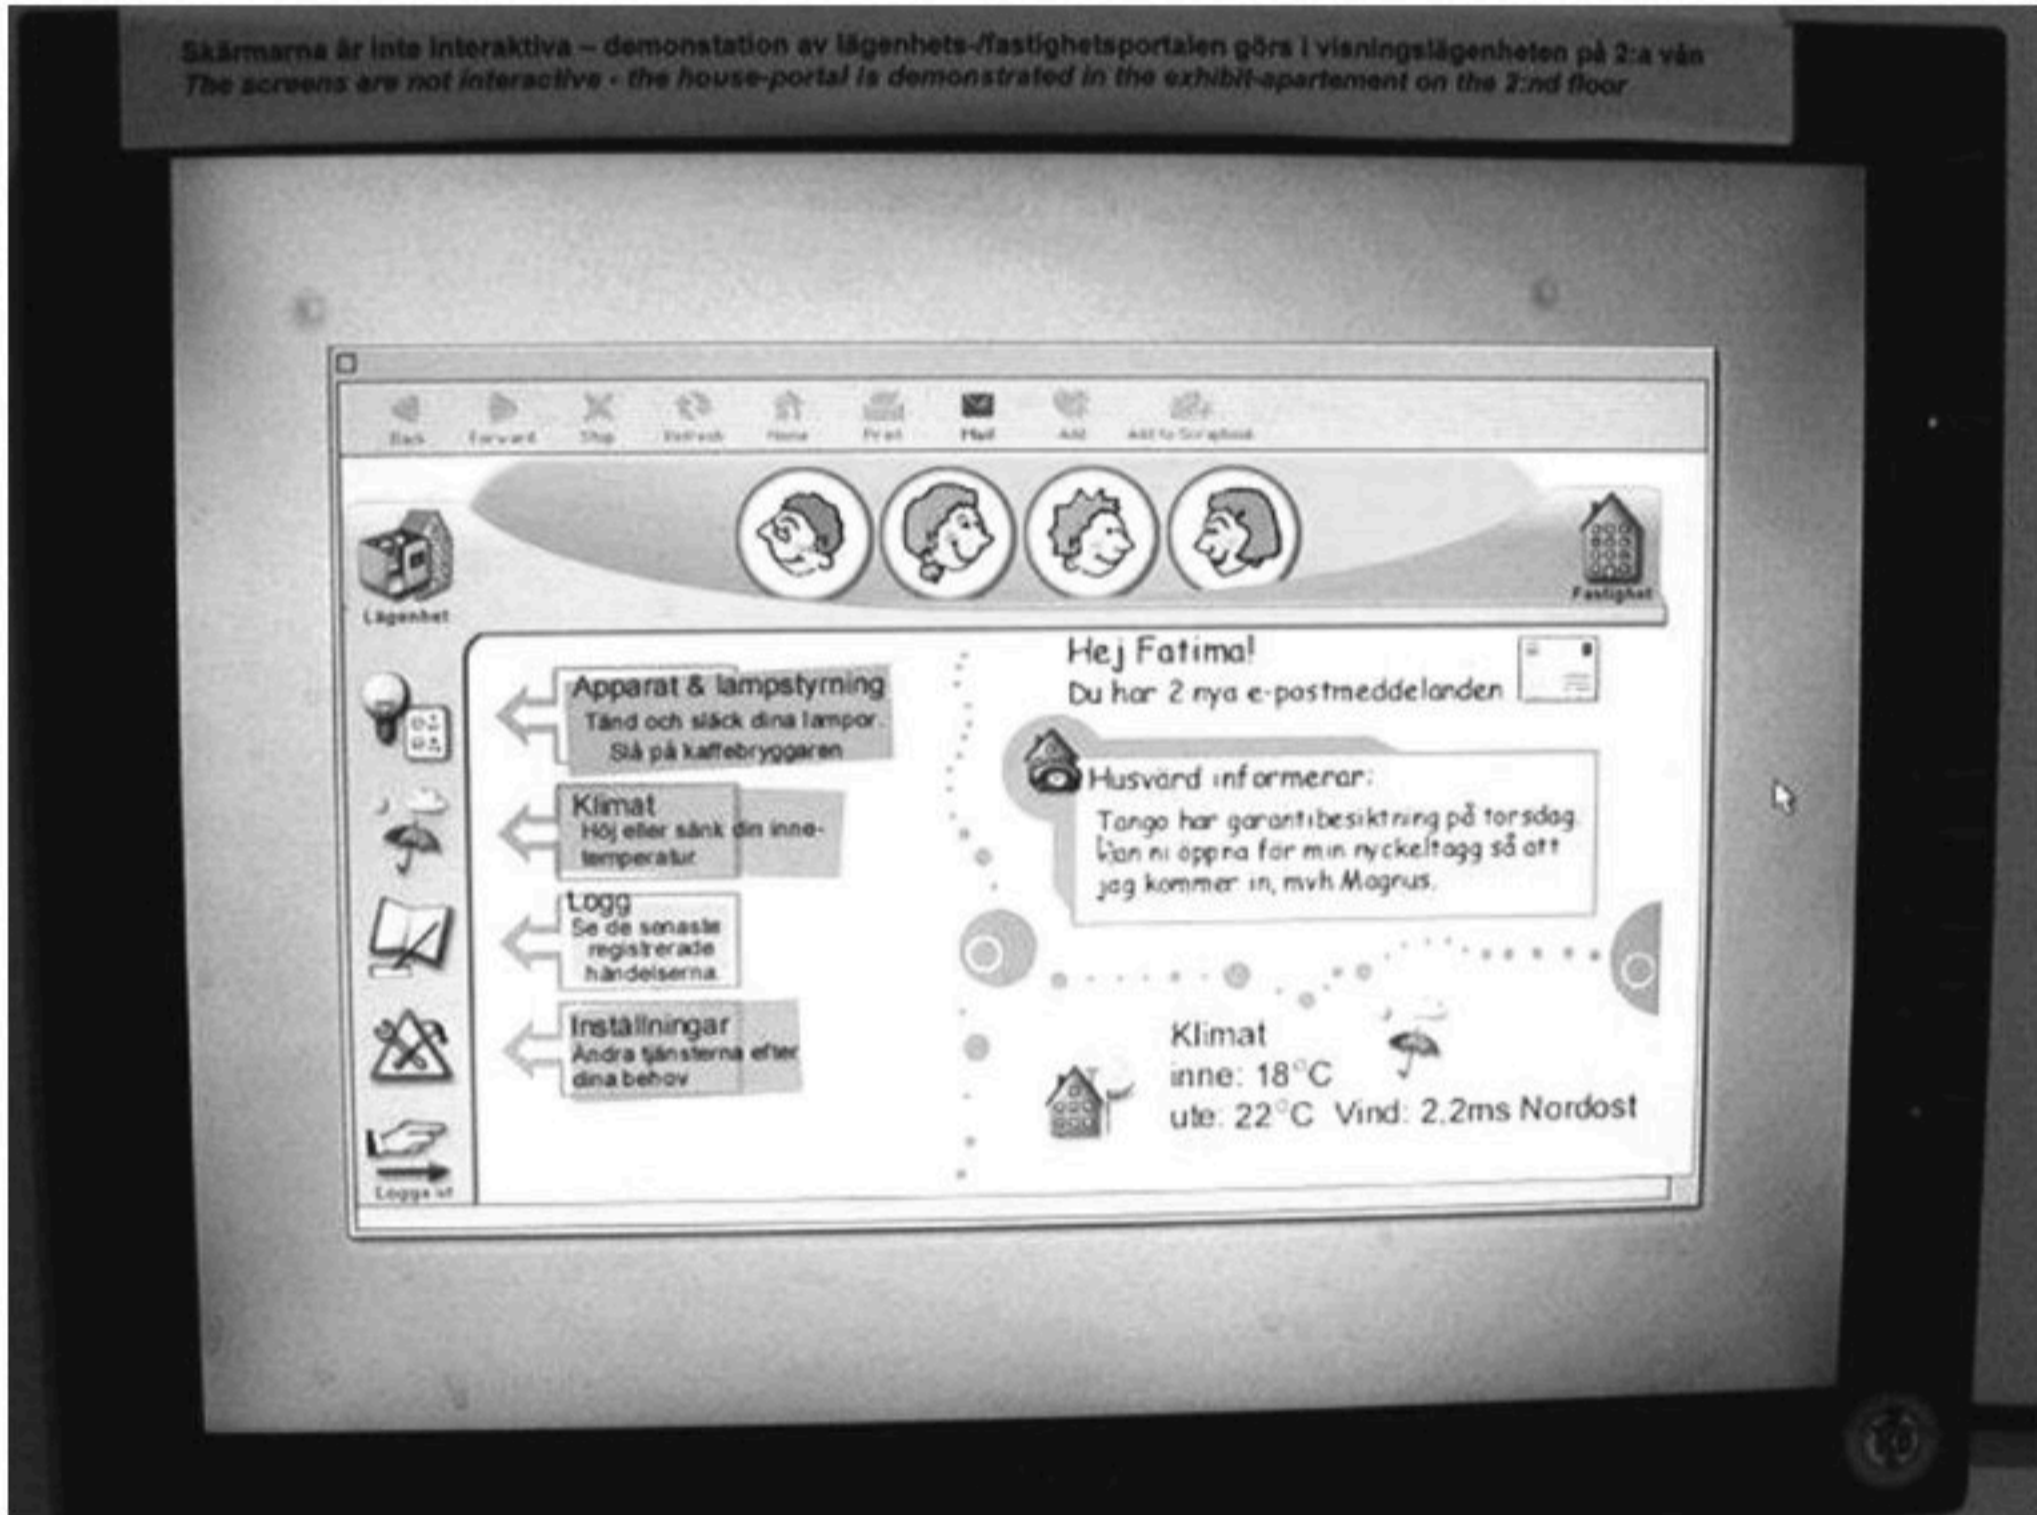 Skärmarna är inte interaktiva – demonstation av lägenhets-/fastighetsportalen görs i visningslägenheten på 2:a vån
The screens are not interactive - the house-portal is demonstrated in the exhibit-apartement on the 2:nd floor
Back Forward Stop Refresh Home Print Mail Add Add to Scrapbook
Lägenhet
Fastighet
Apparat & lampstyrning
Tänd och släck dina lampor.
Slå på kaffebryggaren
Klimat
Höj eller sänk din inne-
temperatur
Logg
Se de senaste
registrerade
händelserna.
Inställningar
Ändra tjänsterna efter
dina behov
Logga ut
Hej Fatima!
Du har 2 nya e-postmeddelanden
Husvärd informerar:
Tango har garantibesiktning på torsdag.
Kan ni öppna för min nyckeltagg så att
jag kommer in, mvh Magnus.
Klimat
inne: 18°C
ute: 22°C Vind: 2,2ms Nordost